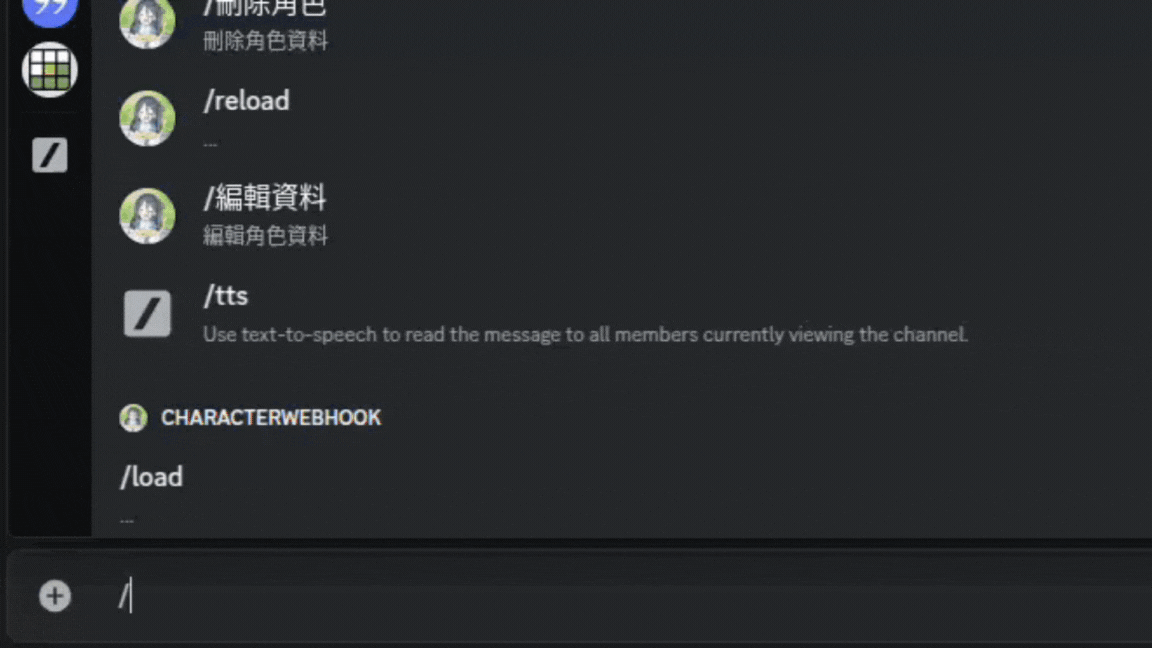 /刪除角色
刪除角色資料
/reload
...
/編輯資料
編輯角色資料
/tts
Use text-to-speech to read the message to all members currently viewing the channel.
CHARACTERWEBHOOK
/load
...
/